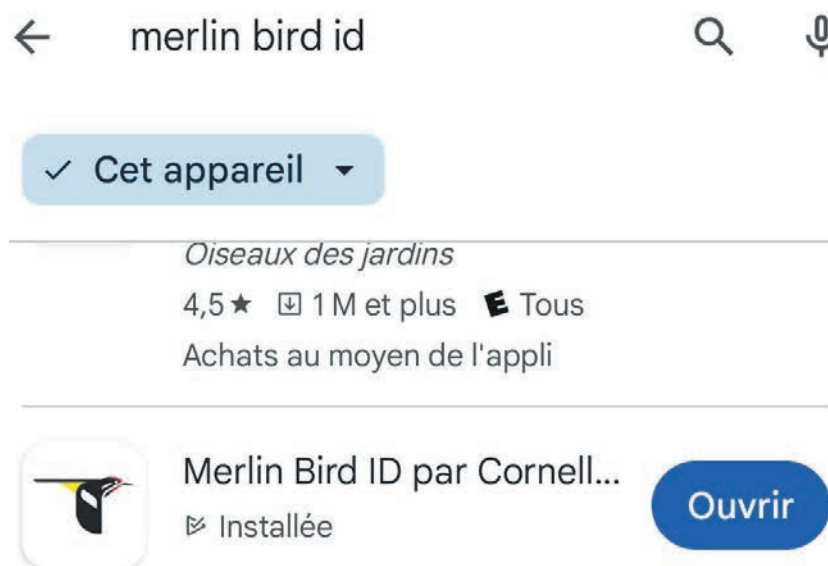 merlin bird id
Cet appareil
Oiseaux des jardins
4,5★ 1 M et plus E Tous
Achats au moyen de l'appli
Merlin Bird ID par Cornell...
Installée
Ouvrir